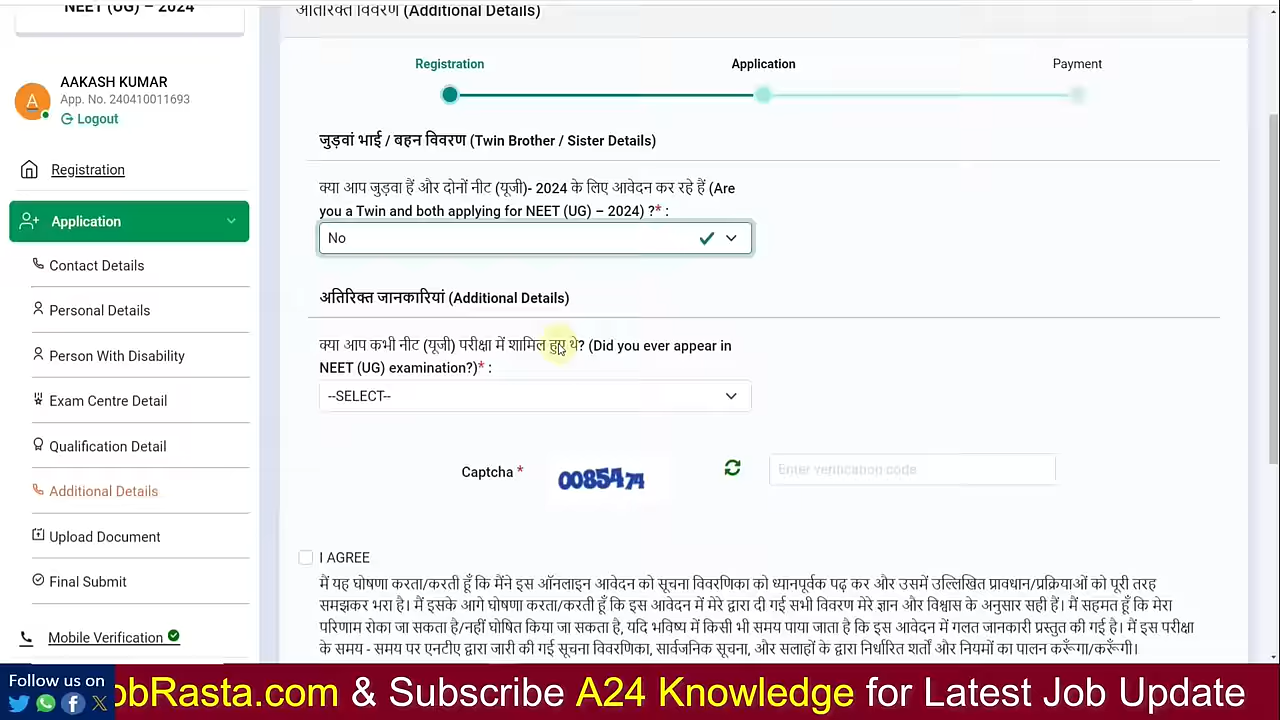 NEET (UG) – 2024
A
AAKASH KUMAR
App. No. 240410011693
Logout
Registration
Application
Contact Details
Personal Details
Person With Disability
Exam Centre Detail
Qualification Detail
Additional Details
Upload Document
Final Submit
Mobile Verification
अतिरिक्त विवरण (Additional Details)
Registration
Application
Payment
जुड़वां भाई / बहन विवरण (Twin Brother / Sister Details)
क्या आप जुड़वा हैं और दोनों नीट (यूजी)- 2024 के लिए आवेदन कर रहे हैं (Are
you a Twin and both applying for NEET (UG) – 2024) ?* :
No
अतिरिक्त जानकारियां (Additional Details)
क्या आप कभी नीट (यूजी) परीक्षा में शामिल हुए थे? (Did you ever appear in
NEET (UG) examination?)* :
--SELECT--
Captcha *
0085474
Enter verification code
I AGREE
मैं यह घोषणा करता/करती हूँ कि मैंने इस ऑनलाइन आवेदन को सूचना विवरणिका को ध्यानपूर्वक पढ़ कर और उसमें उल्लिखित प्रावधान/प्रक्रियाओं को पूरी तरह
समझकर भरा है। मैं इसके आगे घोषणा करता/करती हूँ कि इस आवेदन में मेरे द्वारा दी गई सभी विवरण मेरे ज्ञान और विश्वास के अनुसार सही हैं। मैं सहमत हूँ कि मेरा
परिणाम रोका जा सकता है/नहीं घोषित किया जा सकता है, यदि भविष्य में किसी भी समय पाया जाता है कि इस आवेदन में गलत जानकारी प्रस्तुत की गई है। मैं इस परीक्षा
के समय - समय पर एनटीए द्वारा जारी की गई सूचना विवरणिका, सार्वजनिक सूचना, और सलाहों के द्वारा निर्धारित शर्तों और नियमों का पालन करूँगा/करूँगी।
Follow us on
obRasta.com & Subscribe A24 Knowledge for Latest Job Update